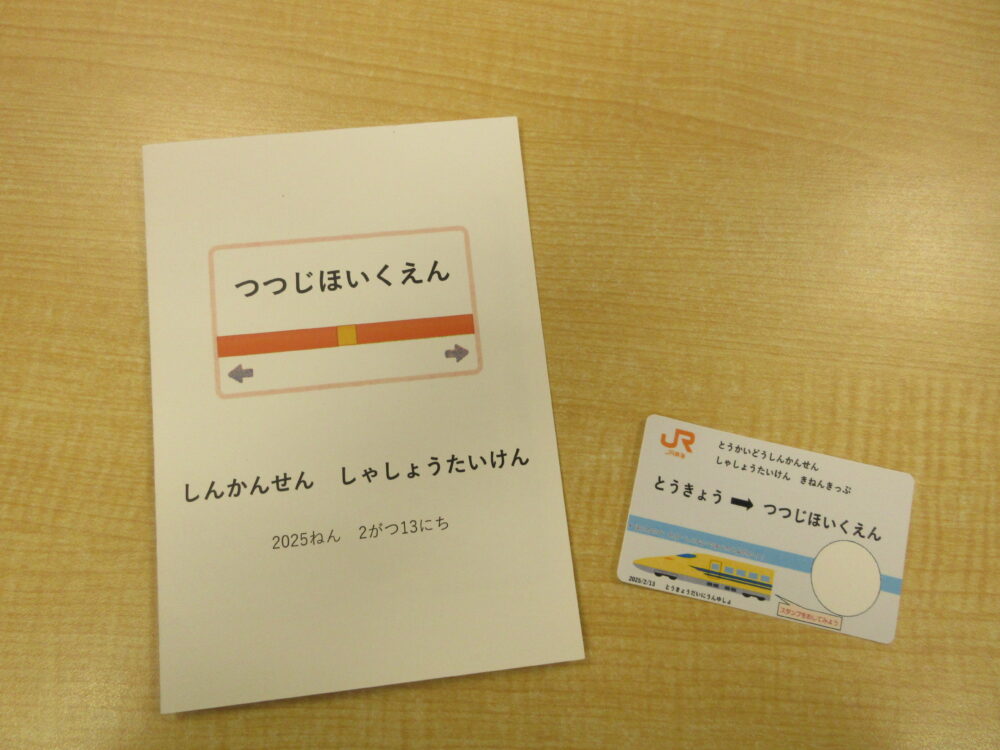 つつじほいくえん
しんかんせん しゃしょうたいけん
2025ねん 2がつ13にち
JR
JR東海
とうかいどうしんかんせん
しゃしょうたいけん きねんきっぷ
とうきょう ➡ つつじほいくえん
2025/2/13
とうきょうだいにうんゆしょ
スタンプをおしてみよう